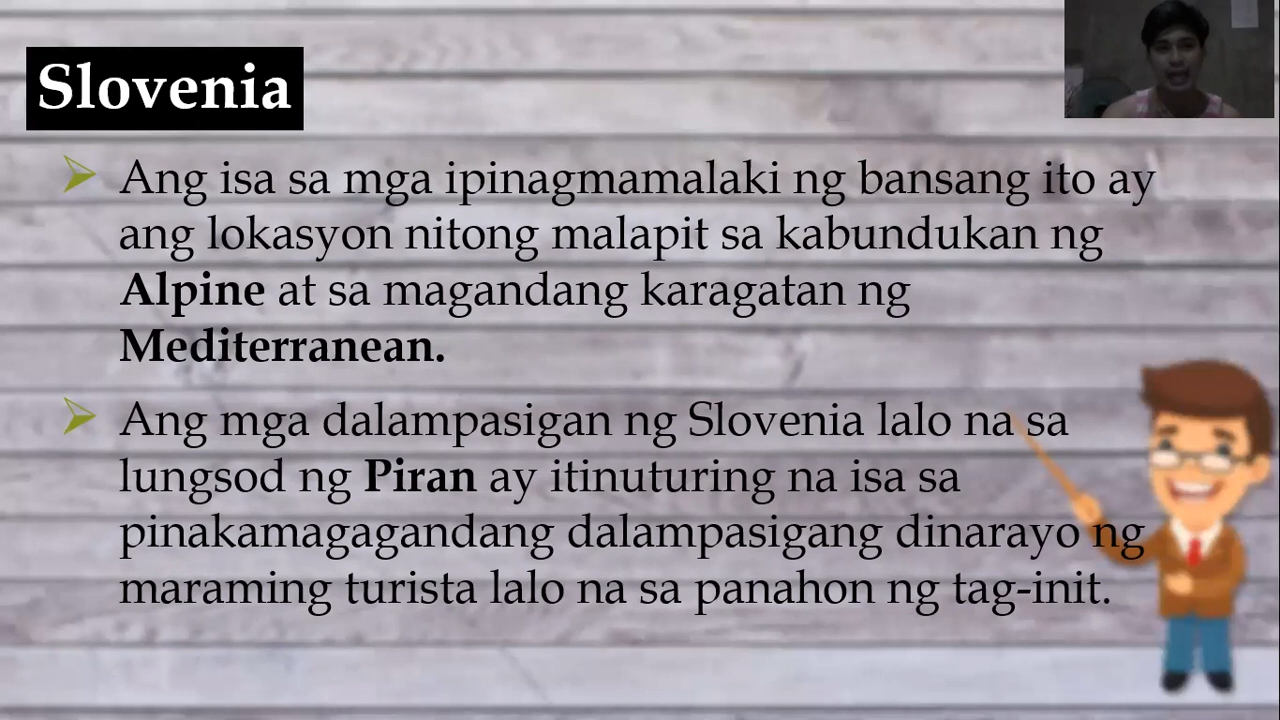 Slovenia
Ang isa sa mga ipinagmamalaki ng bansang ito ay
ang lokasyon nitong malapit sa kabundukan ng
Alpine at sa magandang karagatan ng
Mediterranean.
Ang mga dalampasigan ng Slovenia lalo na sa
lungsod ng Piran ay itinuturing na isa sa
pinakamagagandang dalampasigang dinarayo ng
maraming turista lalo na sa panahon ng tag-init.